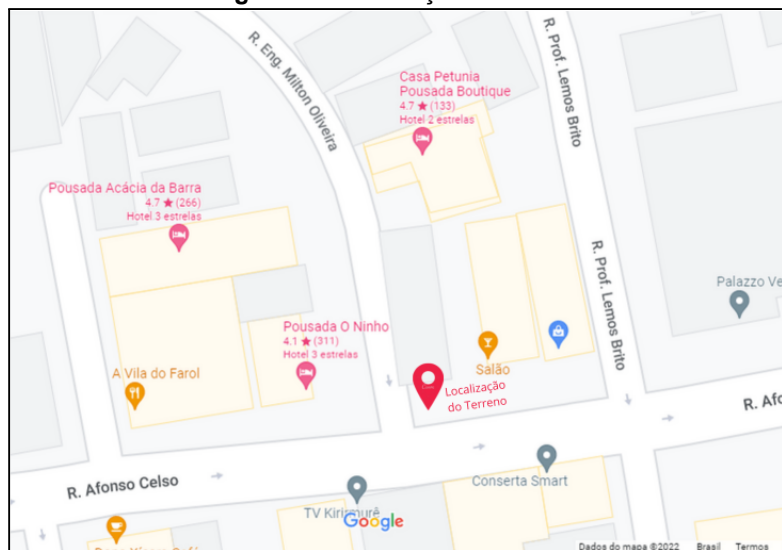 R. Eng. Milton Oliveira
R. Prof. Lemos Brito
Casa Petunia
Pousada Boutique
4.7 ★ (133)
Hotel 2 estrelas
Pousada Acácia da Barra
4.7 ★ (266)
Hotel 3 estrelas
R. Prof. Lemos Brito
Palazzo Ve
Pousada O Ninho
4.1 ★ (311)
Hotel 3 estrelas
A Vila do Farol
Salão
Localização
do Terreno
R. Afo
R. Afonso Celso
Conserta Smart
TV Kirimurê
Google
Dados do mapa ©2022 Brasil Termos